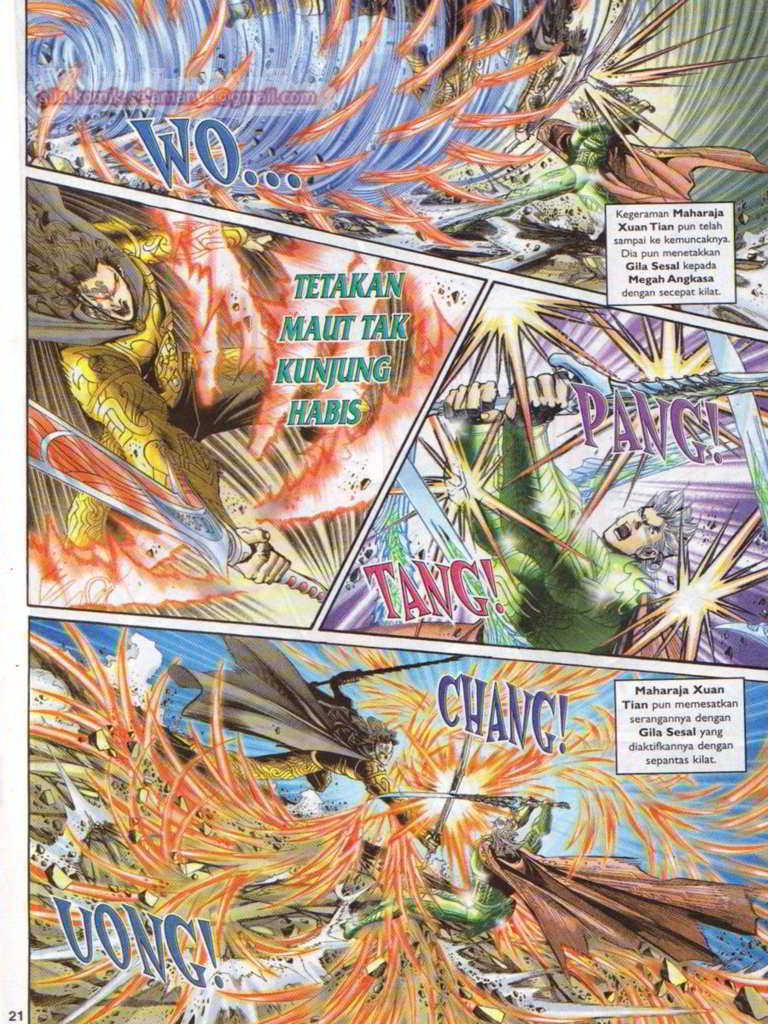 WO...
Kegeraman Maharaja
Xuan Tian pun telah
sampai ke kemuncaknya.
Dia pun menetakkan
Gila Sesal kepada
Megah Angkasa
dengan secepat kilat.
TETAKAN
MAUT TAK
KUNJUNG
HABIS
PANG!
TANG!
CHANG!
Maharaja Xuan
Tian pun memesatkan
serangannya dengan
Gila Sesal yang
diaktifkannya dengan
sepantas kilat.
UONG!
21